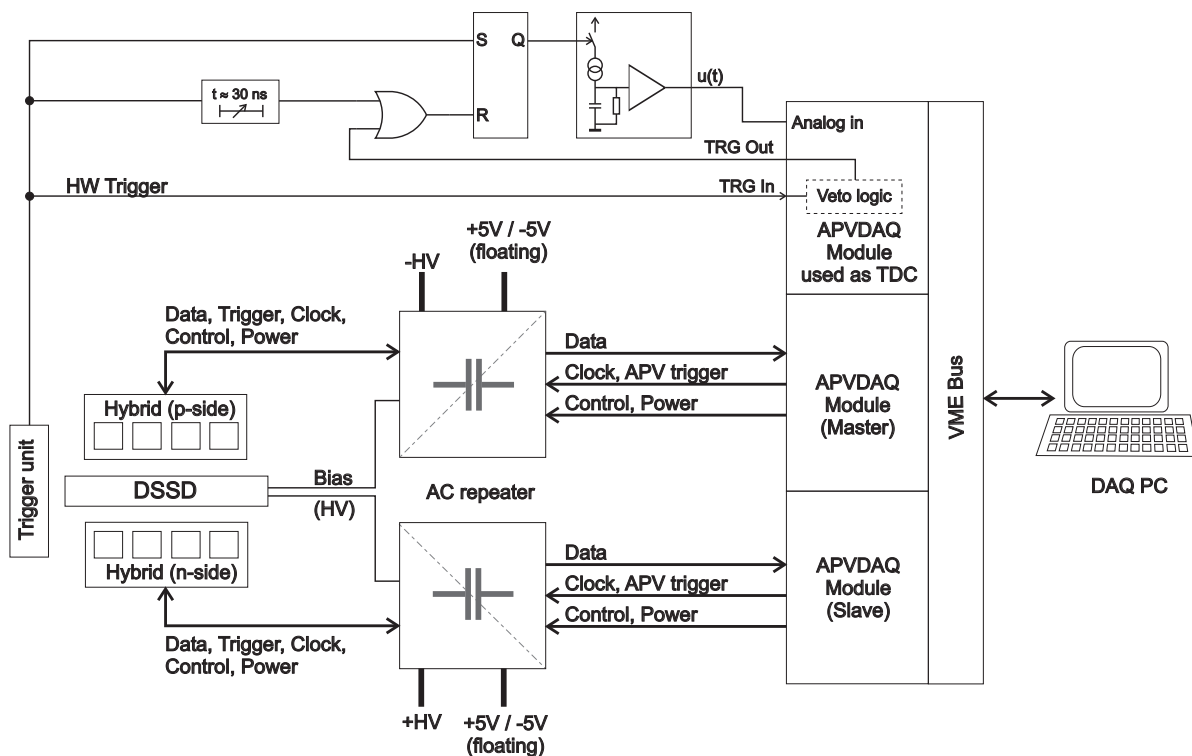 S
Q
t ≈ 30 ns
R
u(t)
Analog in
TRG Out
HW Trigger
TRG In
Veto logic
APVDAQ
Module
used as TDC
+5V / -5V
(floating)
-HV
Data, Trigger, Clock,
Control, Power
Data
Clock, APV trigger
Control, Power
APVDAQ
Module
(Master)
VME Bus
Hybrid (p-side)
Trigger unit
DSSD
Bias
(HV)
AC repeater
DAQ PC
Hybrid (n-side)
Data
Clock, APV trigger
Control, Power
APVDAQ
Module
(Slave)
Data, Trigger, Clock,
Control, Power
+HV
+5V / -5V
(floating)